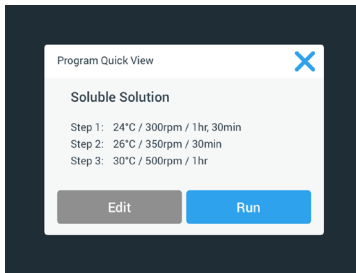 Program Quick View
Soluble Solution
Step 1: 24°C / 300rpm / 1hr, 30min
Step 2: 26°C / 350rpm / 30min
Step 3: 30°C / 500rpm / 1hr
Edit
Run